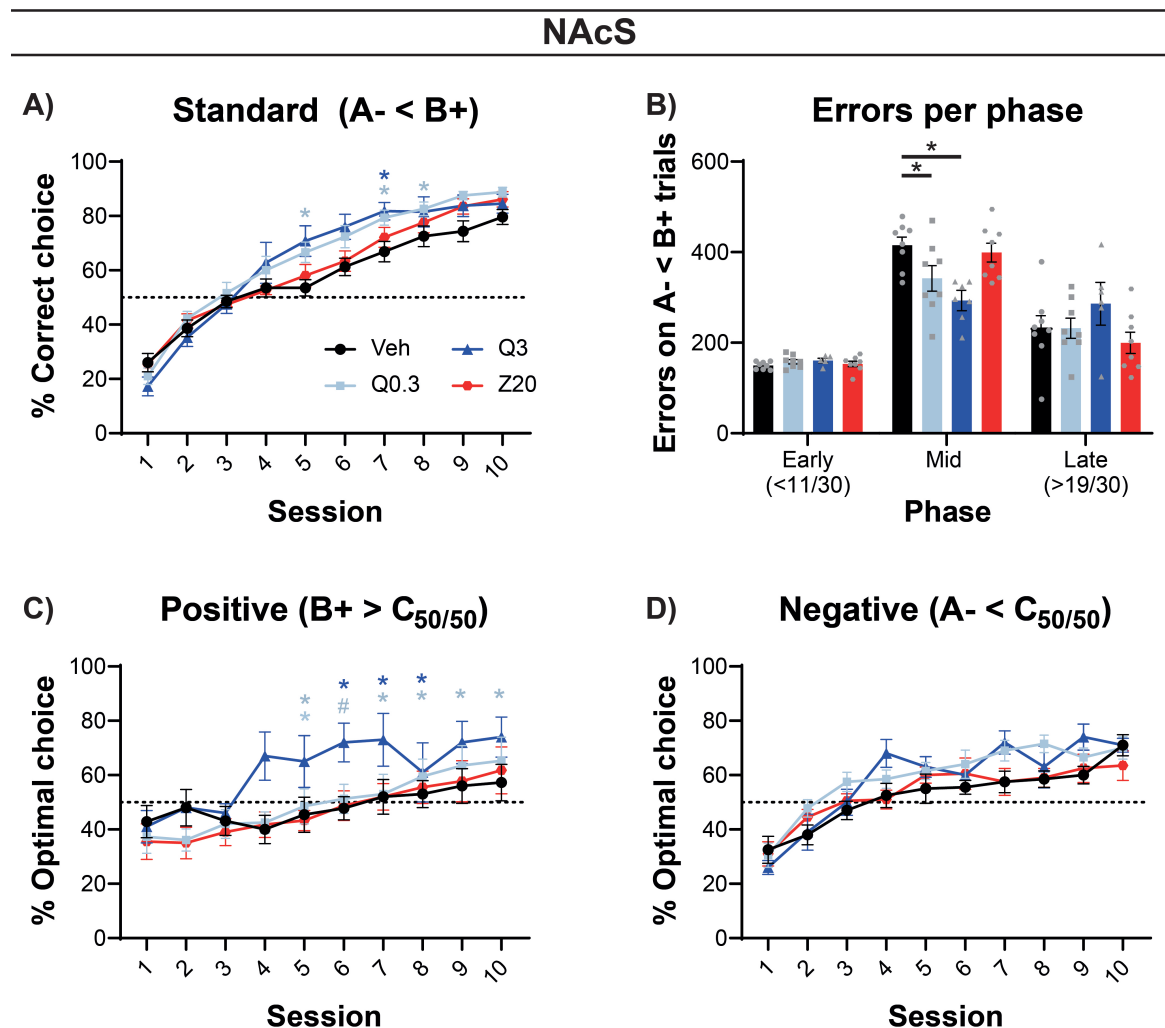 NAcS
A)
Standard (A- < B+)
% Correct choice
100
80
60
40
20
0
* * * *
Veh
Q0.3
Q3
Z20
1 2 3 4 5 6 7 8 9 10
Session
B)
Errors per phase
Errors on A- < B+ trials
600
400
200
0
*
*
Early
(<11/30)
Mid
Late
(>19/30)
Phase
C)
Positive (B+ > C50/50)
% Optimal choice
100
80
60
40
20
0
* * * * *
* # * * *
1 2 3 4 5 6 7 8 9 10
Session
D)
Negative (A- < C50/50)
% Optimal choice
100
80
60
40
20
0
1 2 3 4 5 6 7 8 9 10
Session